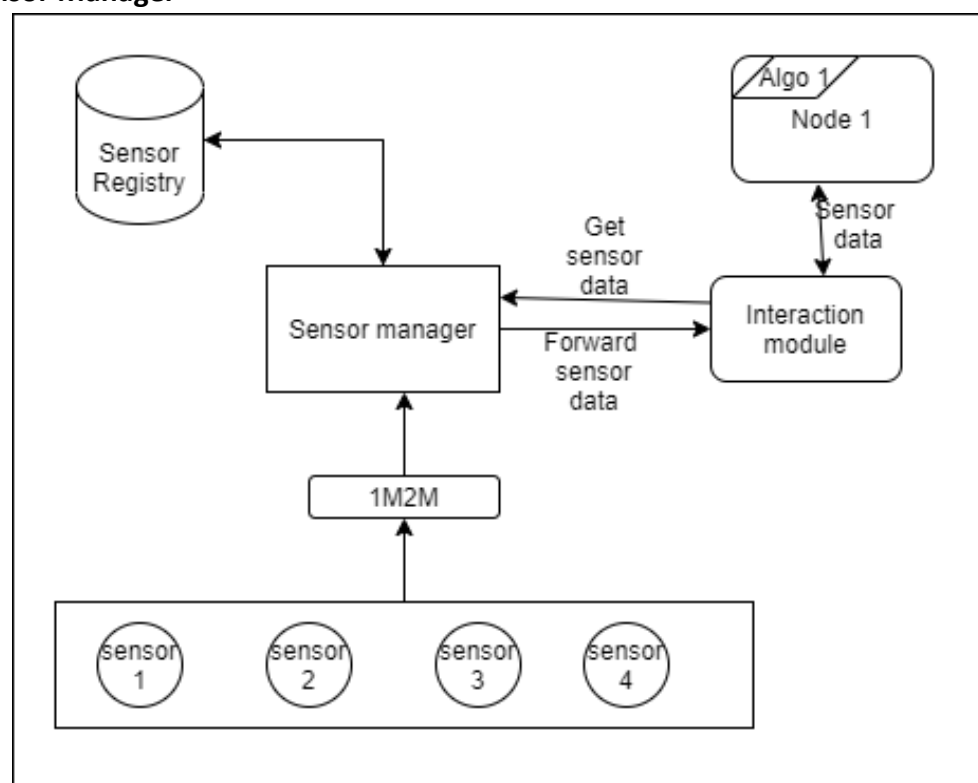 Manager
Sensor
Registry
Algo 1
Node 1
Sensor
data
Get
sensor
data
Sensor manager
Interaction
module
Forward
sensor
data
1M2M
sensor
1
sensor
2
sensor
3
sensor
4